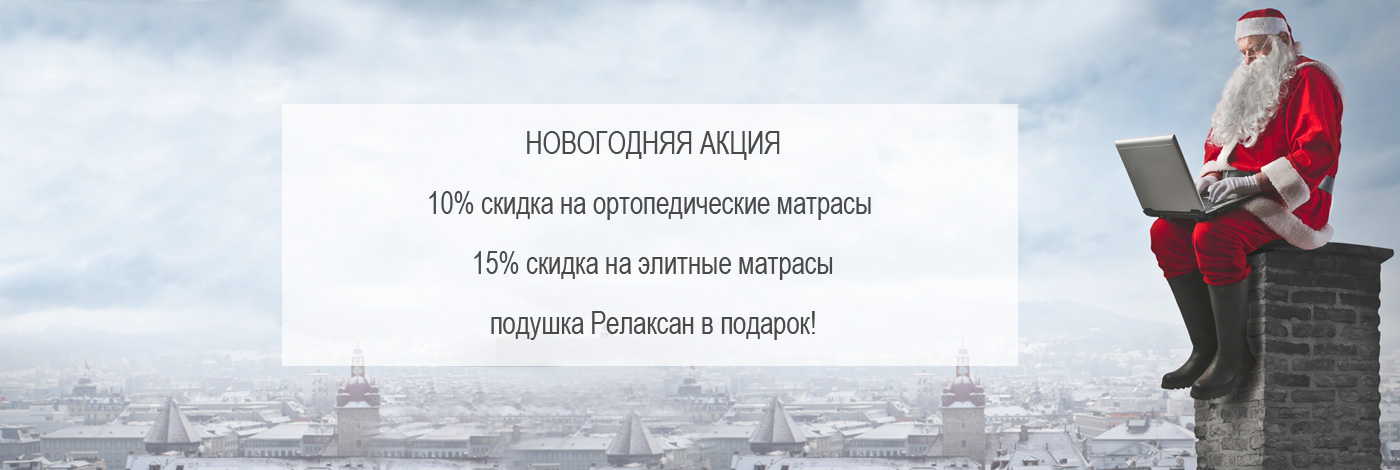 НОВОГОДНЯЯ АКЦИЯ
10% скидка на ортопедические матрасы
15% скидка на элитные матрасы
подушка Релаксан в подарок!